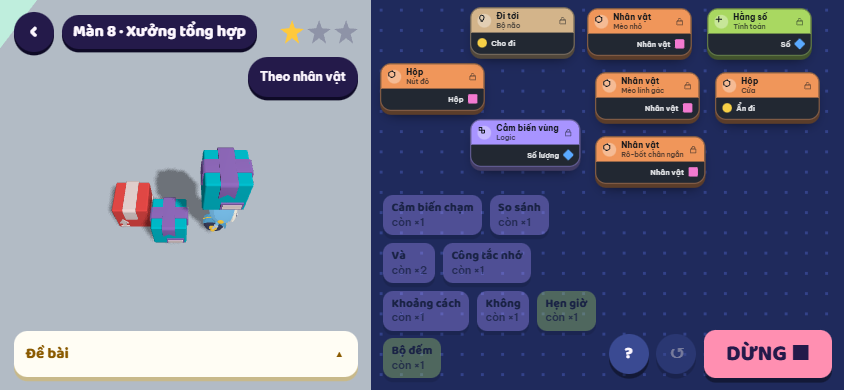 Màn 8 · Xưởng tổng hợp
Theo nhân vật
Đề bài
Đi tới
Bộ não
Cho đi
Nhân vật
Mèo nhỏ
Nhân vật
Hằng số
Tính toán
Số
Hộp
Nút đỏ
Hộp
Nhân vật
Mèo lính gác
Nhân vật
Hộp
Cửa
Ẩn đi
Cảm biến vùng
Logic
Số lượng
Nhân vật
Rô-bốt chân ngắn
Nhân vật
Cảm biến chạm
còn ×1
So sánh
còn ×1
Và
còn ×2
Công tắc nhớ
còn ×1
Khoảng cách
còn ×1
Không
còn ×1
Hẹn giờ
còn ×1
Bộ đếm
còn ×1
?
DỪNG